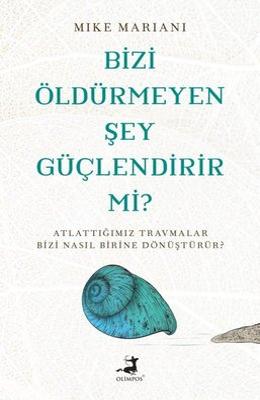 MIKE MARIANI
BİZİ
ÖLDÜRMEYEN
ŞEY
GÜÇLENDİRİR
Mİ?
ATLATTIĞIMIZ TRAVMALAR
BİZİ NASIL BİRİNE DÖNÜŞTÜRÜR?
OLİMPOS